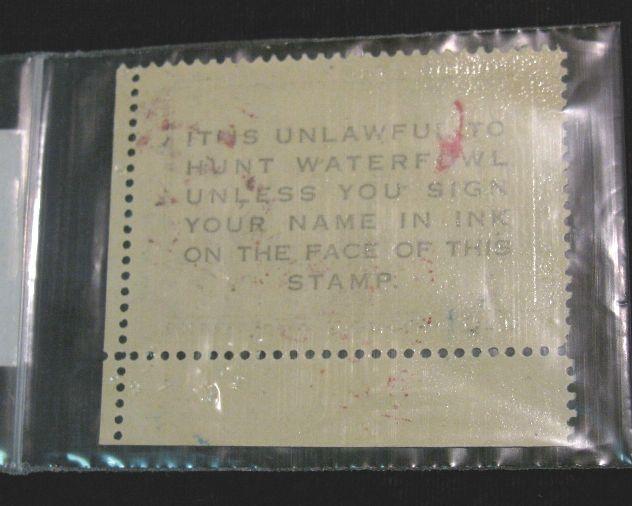 IT IS UNLAWFUL TO
HUNT WATERFOWL
UNLESS YOU SIGN
YOUR NAME IN INK
ON THE FACE OF THIS
STAMP.